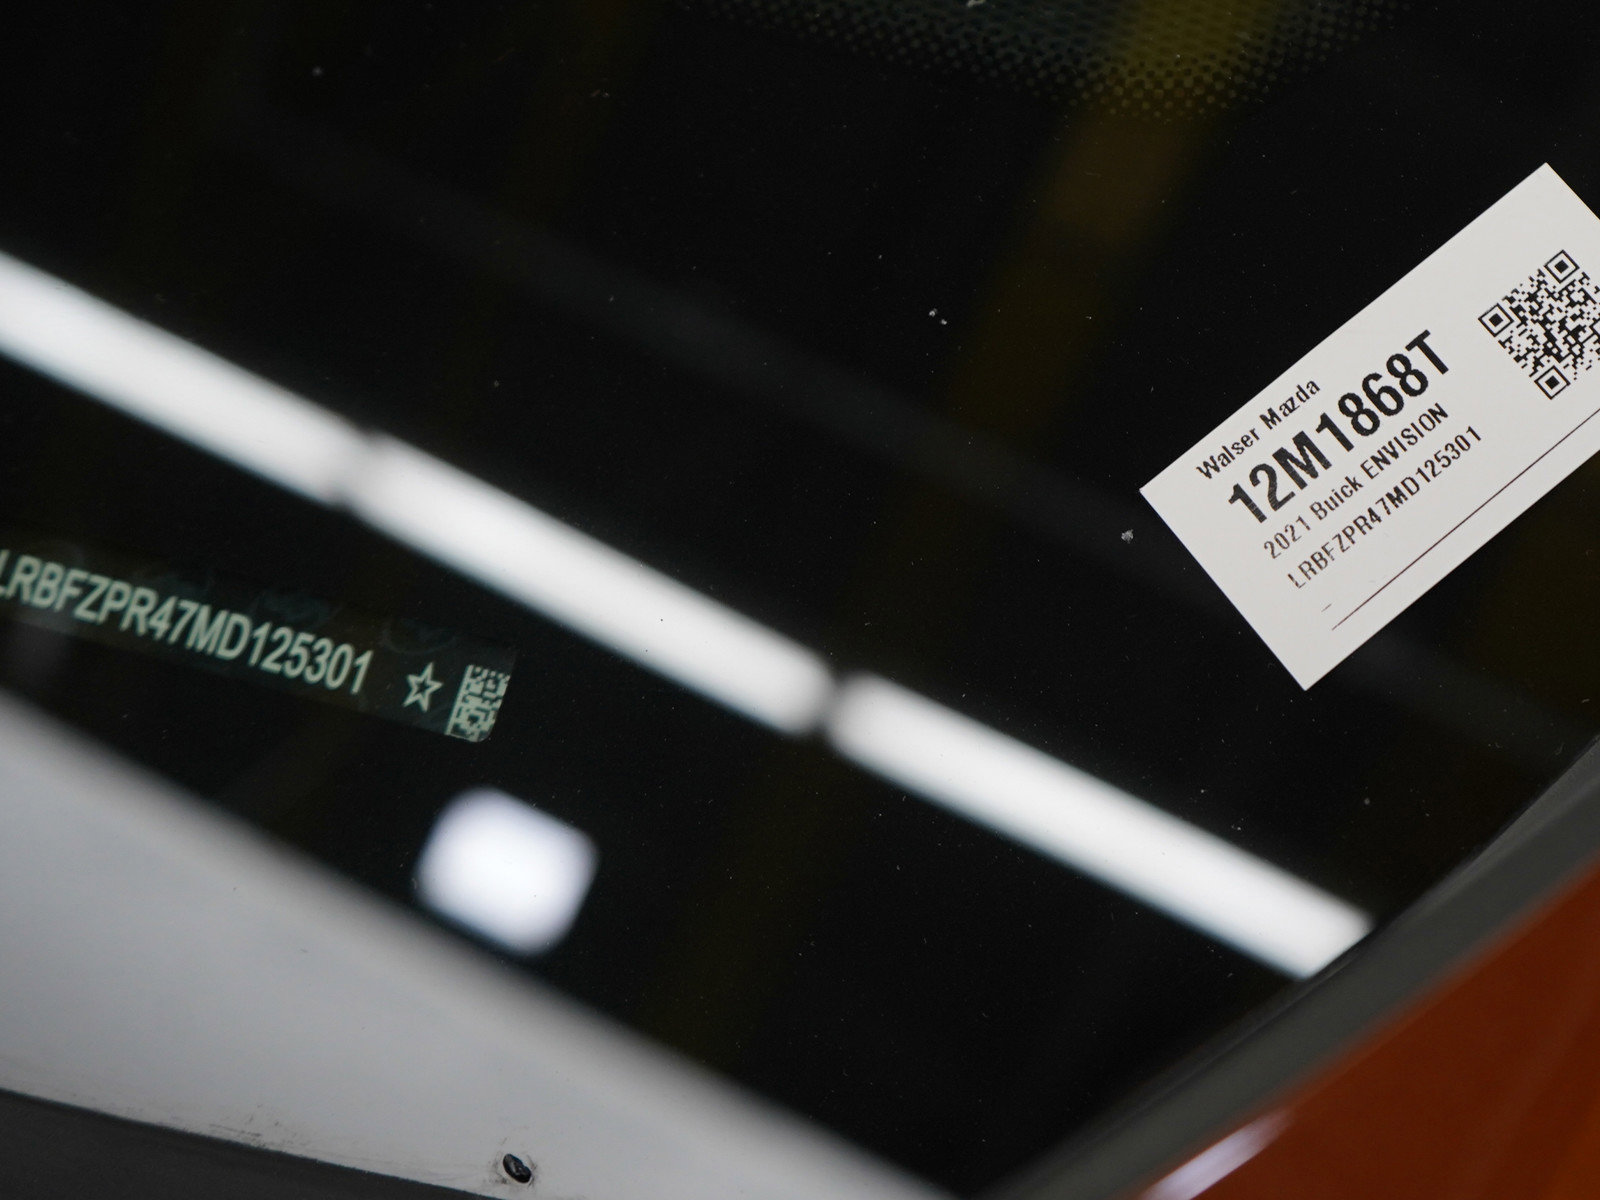 Walser Mazda
12M1868T
2021 Buick ENVISION
LRBFZPR47MD125301
LRBFZPR47MD125301 ☆